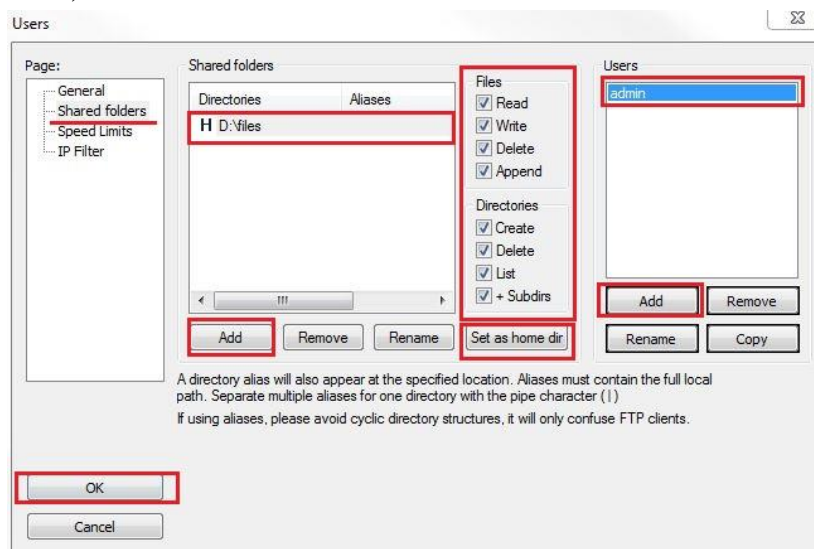 Users
Page:
General
Shared folders
Speed Limits
IP Filter
Shared folders
Directories Aliases
H D:\files
Files
Read
Write
Delete
Append
Directories
Create
Delete
List
+ Subdirs
Add Remove Rename Set as home dir
Users
admin
Add Remove
Rename Copy
A directory alias will also appear at the specified location. Aliases must contain the full local
path. Separate multiple aliases for one directory with the pipe character (|)
If using aliases, please avoid cyclic directory structures, it will only confuse FTP clients.
OK
Cancel